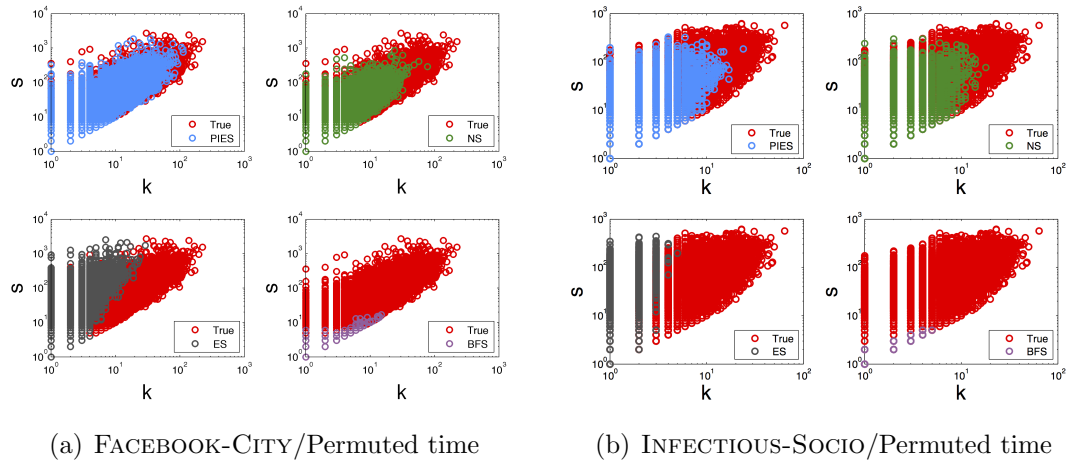 10^4
10^3
10^2
10^1
10^0
S
10^0 10^1 10^2 10^3
k
True
PIES
10^4
10^3
10^2
10^1
10^0
S
10^0 10^1 10^2 10^3
k
True
NS
10^3
10^2
10^1
10^0
S
10^0 10^1 10^2
k
True
PIES
10^3
10^2
10^1
10^0
S
10^0 10^1 10^2
k
True
NS
10^4
10^3
10^2
10^1
10^0
S
10^0 10^1 10^2 10^3
k
True
ES
10^4
10^3
10^2
10^1
10^0
S
10^0 10^1 10^2 10^3
k
True
BFS
10^3
10^2
10^1
10^0
S
10^0 10^1 10^2
k
True
ES
10^3
10^2
10^1
10^0
S
10^0 10^1 10^2
k
True
BFS
(a) FACEBOOK-CITY/Permuted time
(b) INFECTIOUS-SOCIO/Permuted time